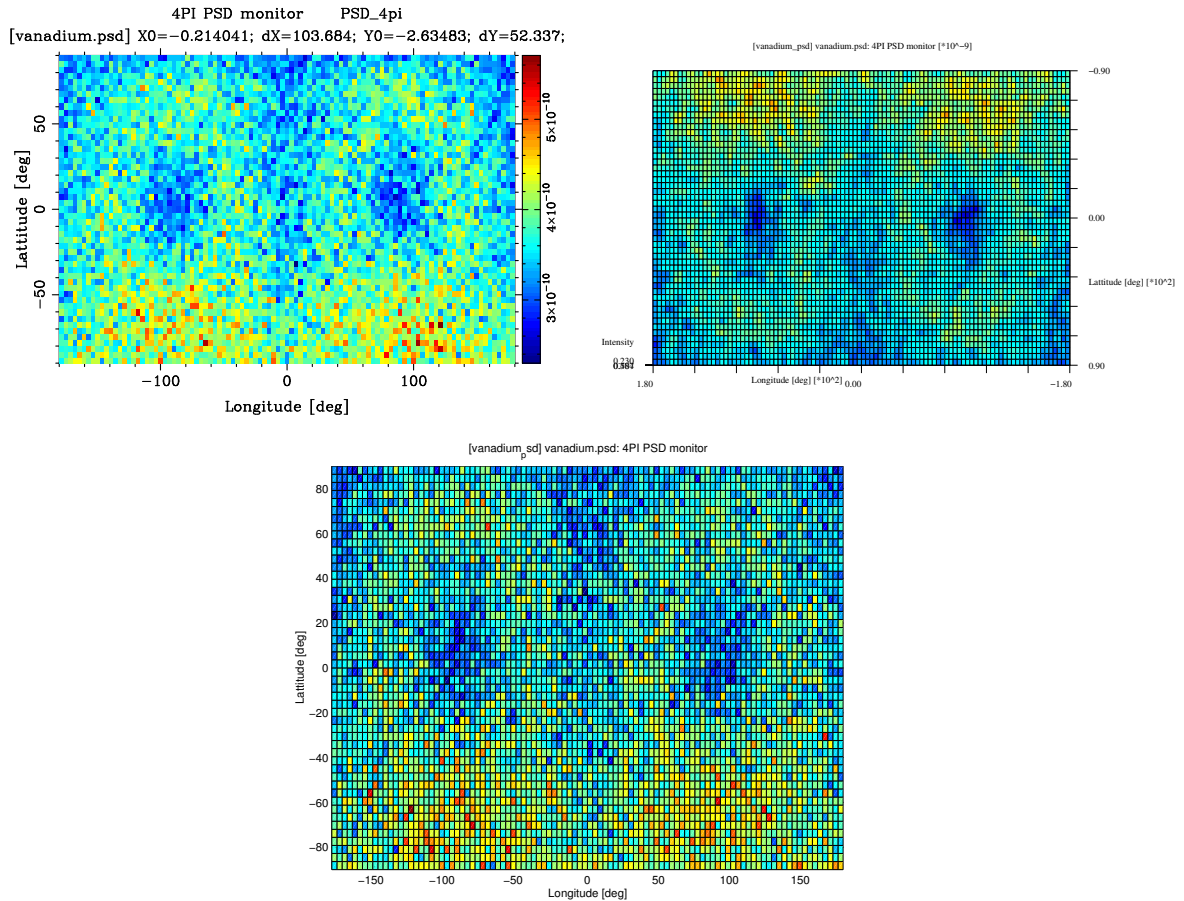 4PI PSD monitor PSD_4pi
[vanadium.psd] X0=−0.214041; dX=103.684; Y0=−2.63483; dY=52.337;
50
0
−50
Lattitude [deg]
−100 0 100
Longitude [deg]
5×10⁻¹⁰
4×10⁻¹⁰
3×10⁻¹⁰
[vanadium_psd] vanadium.psd: 4PI PSD monitor [*10^−9]
−0.90
0.00
Lattitude [deg] [*10^2]
0.90
Intensity
0.230
1.80 0.00 −1.80
Longitude [deg] [*10^2]
[vanadium_psd] vanadium.psd: 4PI PSD monitor
80
60
40
20
0
−20
−40
−60
−80
Lattitude [deg]
−150 −100 −50 0 50 100 150
Longitude [deg]